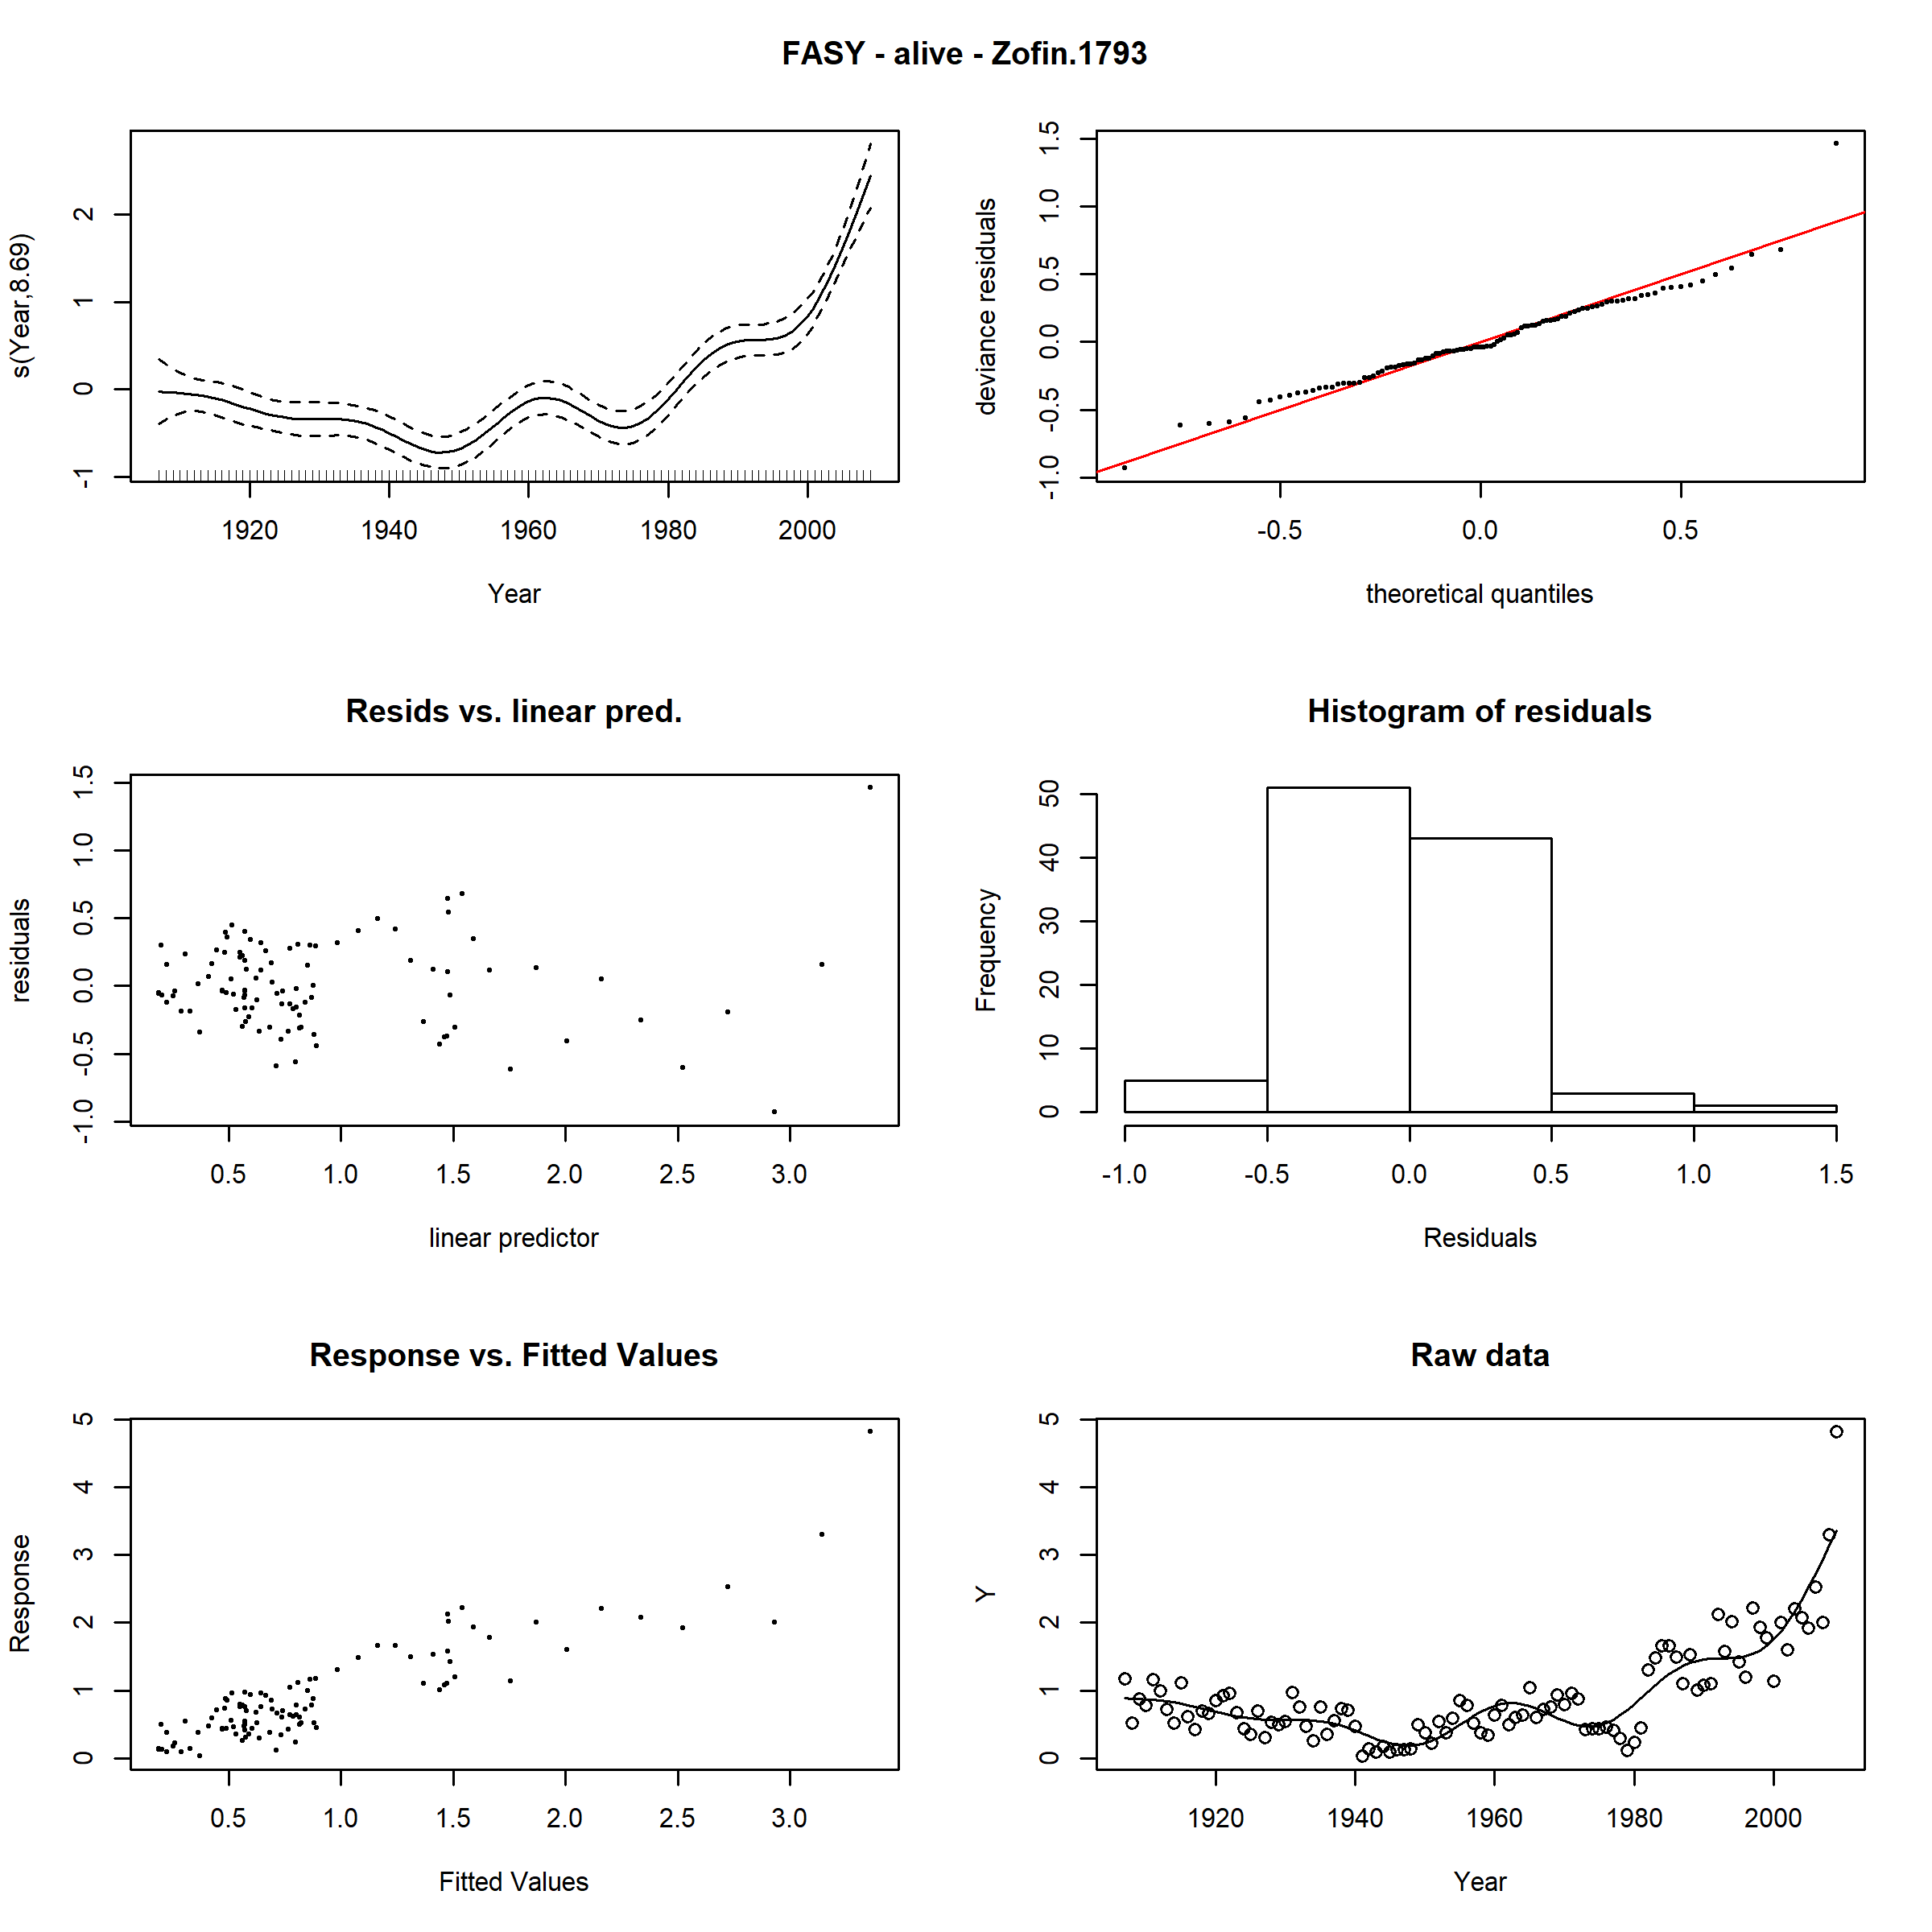 FASY - alive - Zofin.1793
s(Year,8.69)
-1 0 1 2
1920 1940 1960 1980 2000
Year
deviance residuals
-1.0 -0.5 0.0 0.5 1.0 1.5
-0.5 0.0 0.5
theoretical quantiles
Resids vs. linear pred.
residuals
-1.0 -0.5 0.0 0.5 1.0 1.5
0.5 1.0 1.5 2.0 2.5 3.0
linear predictor
Histogram of residuals
Frequency
0 10 20 30 40 50
-1.0 -0.5 0.0 0.5 1.0 1.5
Residuals
Response vs. Fitted Values
Response
0 1 2 3 4 5
0.5 1.0 1.5 2.0 2.5 3.0
Fitted Values
Raw data
Y
0 1 2 3 4 5
1920 1940 1960 1980 2000
Year